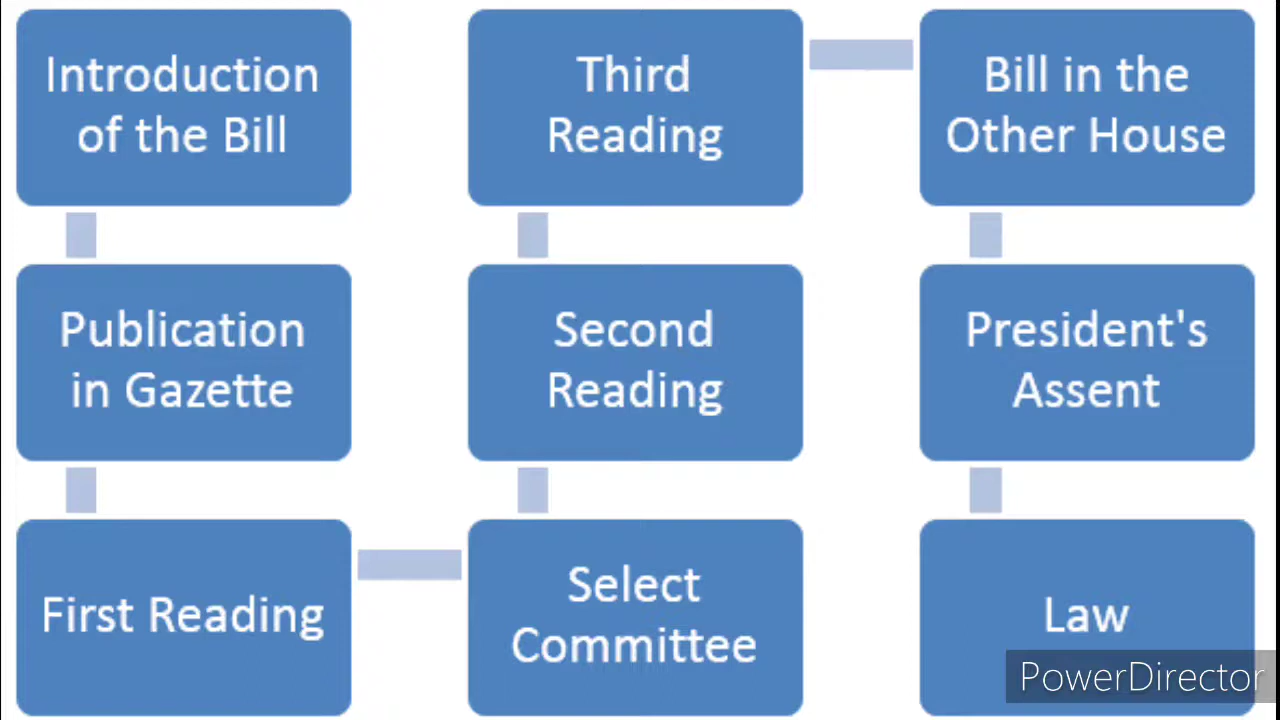 Introduction
of the Bill
Publication
in Gazette
First Reading
Select
Committee
Second
Reading
Third
Reading
Bill in the
Other House
President's
Assent
Law
PowerDirector